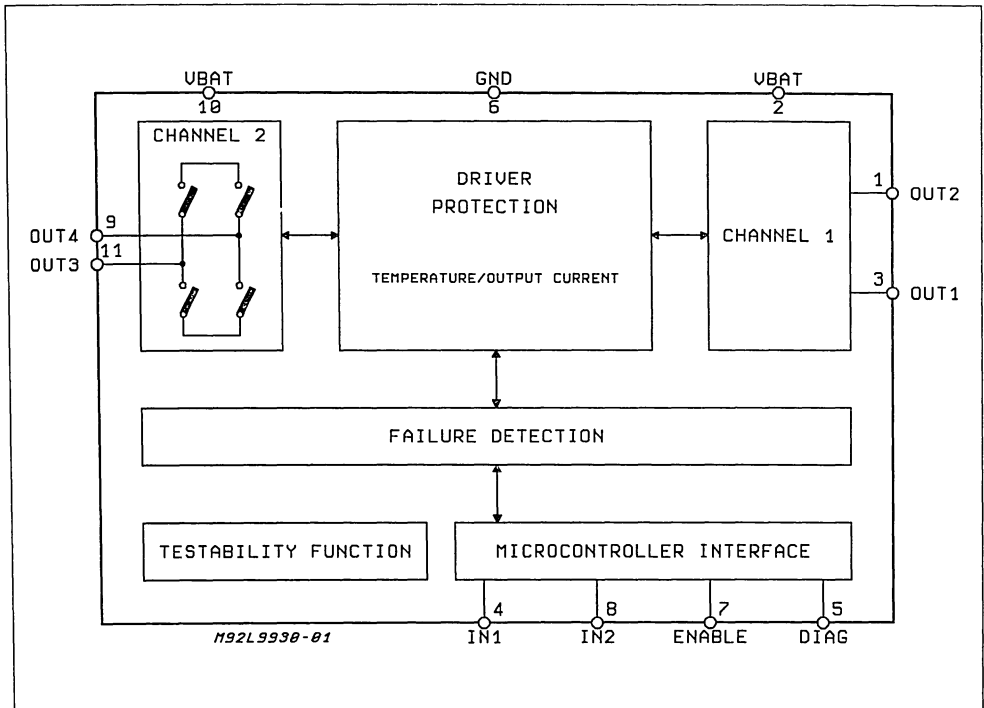 VBAT GND VBAT
10 6 2
CHANNEL 2
DRIVER
PROTECTION
TEMPERATURE/OUTPUT CURRENT
CHANNEL 1
1 OUT2
3 OUT1
OUT4 9
OUT3 11
FAILURE DETECTION
TESTABILITY FUNCTION
MICROCONTROLLER INTERFACE
4 8 7 5
IN1 IN2 ENABLE DIAG
M92L9930-01